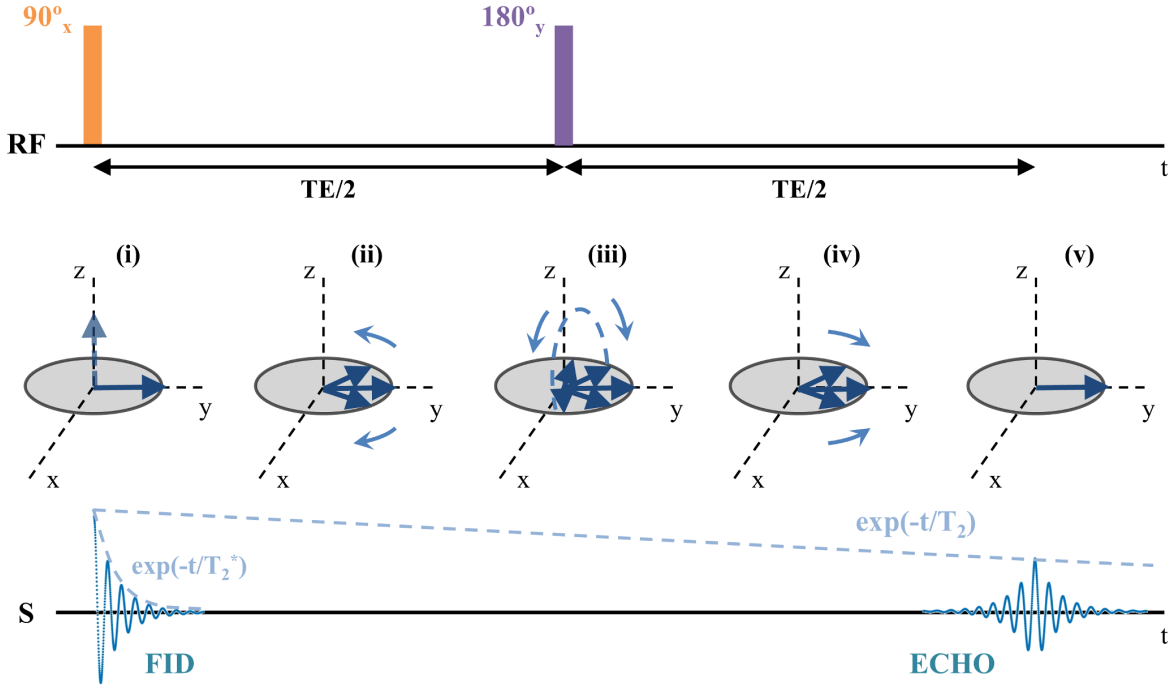 90°x
180°y
RF
t
TE/2
TE/2
(i)
(ii)
(iii)
(iv)
(v)
z
z
z
z
z
y
y
y
y
y
x
x
x
x
x
exp(-t/T2)
exp(-t/T2*)
S
t
FID
ECHO